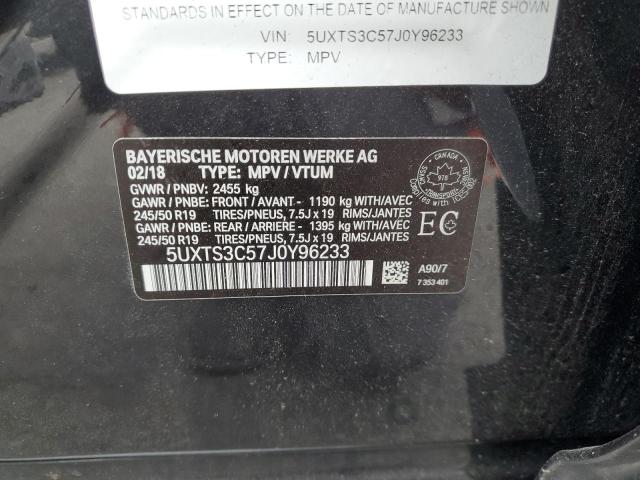 STANDARDS IN EFFECT ON THE DATE OF MANUFACTURE SHOWN
VIN: 5UXTS3C57J0Y96233
TYPE: MPV
BAYERISCHE MOTOREN WERKE AG
02/18 TYPE: MPV/VTUM
GVWR / PNBV: 2455 kg
GAWR / PNBE: FRONT / AVANT - 1190 kg WITH/AVEC
245/50 R19 TIRES/PNEUS, 7.5J x 19 RIMS/JANTES
GAWR / PNBE: REAR / ARRIERE - 1395 kg WITH/AVEC
245/50 R19 TIRES/PNEUS, 7.5J x 19 RIMS/JANTES
5UXTS3C57J0Y96233
CANADA
978
TRANSPORT
EC
A90/7
7 353 401